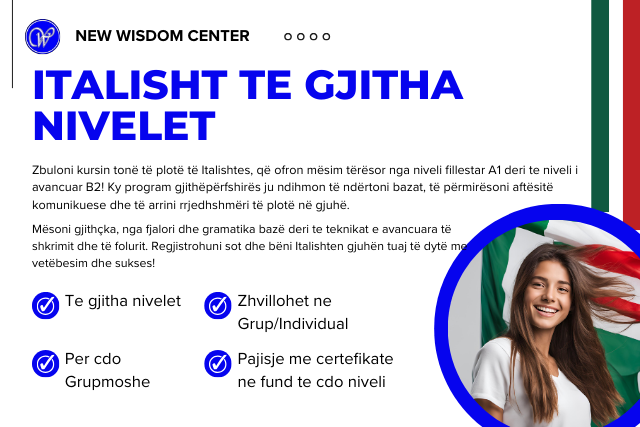 NEW WISDOM CENTER
ITALISHT TE GJITHA
NIVELET
Zbuloni kursin tonë të plotë të Italishtes, që ofron mësim tërësor nga niveli fillestar A1 deri te niveli i
avancuar B2! Ky program gjithëpërfshirës ju ndihmon të ndërtoni bazat, të përmirësoni aftësitë
komunikuese dhe të arrini rrjedhshmëri të plotë në gjuhë.
Mësoni gjithçka, nga fjalori dhe gramatika bazë deri te teknikat e avancuara të
shkrimit dhe të folurit. Regjistrohuni sot dhe bëni Italishten gjuhën tuaj të dytë me
vetëbesim dhe sukses!
Te gjitha nivelet
Zhvillohet ne
Grup/Individual
Per cdo
Grupmoshe
Pajisje me certefikate
ne fund te cdo niveli